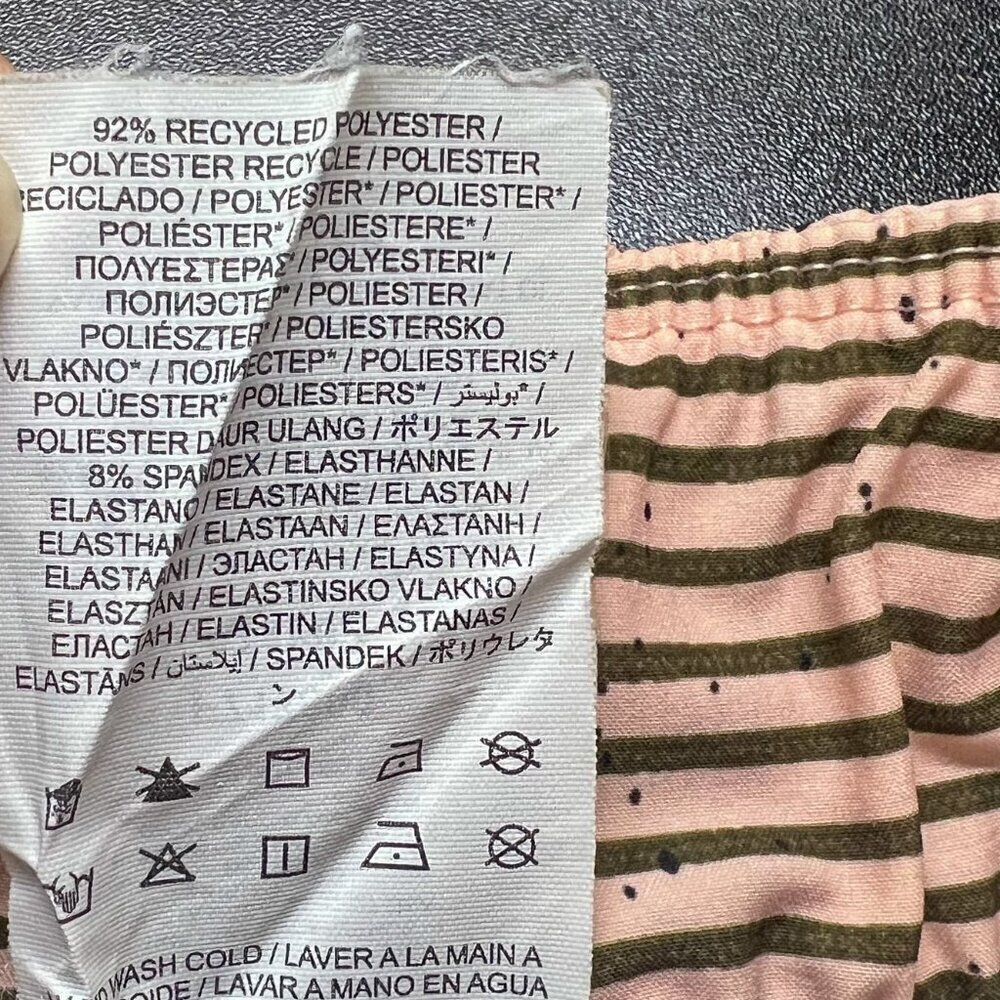 92% RECYCLED POLYESTER /
POLYESTER RECYCLE / POLIESTER
RECICLADO / POLYESTER* / POLIESTER* /
POLIÉSTER* / POLIESTERE* /
ΠΟΛΥΕΣΤΕΡΑΣ* / POLYESTERI* /
ПОЛИЭСТЕР* / POLIESTER /
POLIÉSZTER* / POLIESTERSKO
VLAKNO* / ПОЛИЕСТЕР* / POLIESTERIS* /
POLÜESTER* / POLIESTERS* / بوليستر* /
POLIESTER DAUR ULANG / ポリエステル
8% SPANDEX / ELASTHANNE /
ELASTANO / ELASTANE / ELASTAN /
ELASTHAN / ELASTAAN / ΕΛΑΣΤΑΝΗ /
ELASTAANI / ЭЛАСТАН / ELASTYNA /
ELASZTÁN / ELASTINSKO VLAKNO /
ЕЛАСТАН / ELASTIN / ELASTANAS /
ELASTĀNS / إيلاستان / SPANDEK / ポリウレタ
ン
WASH COLD / LAVER A LA MAIN A
LAVAR A MANO EN AGUA